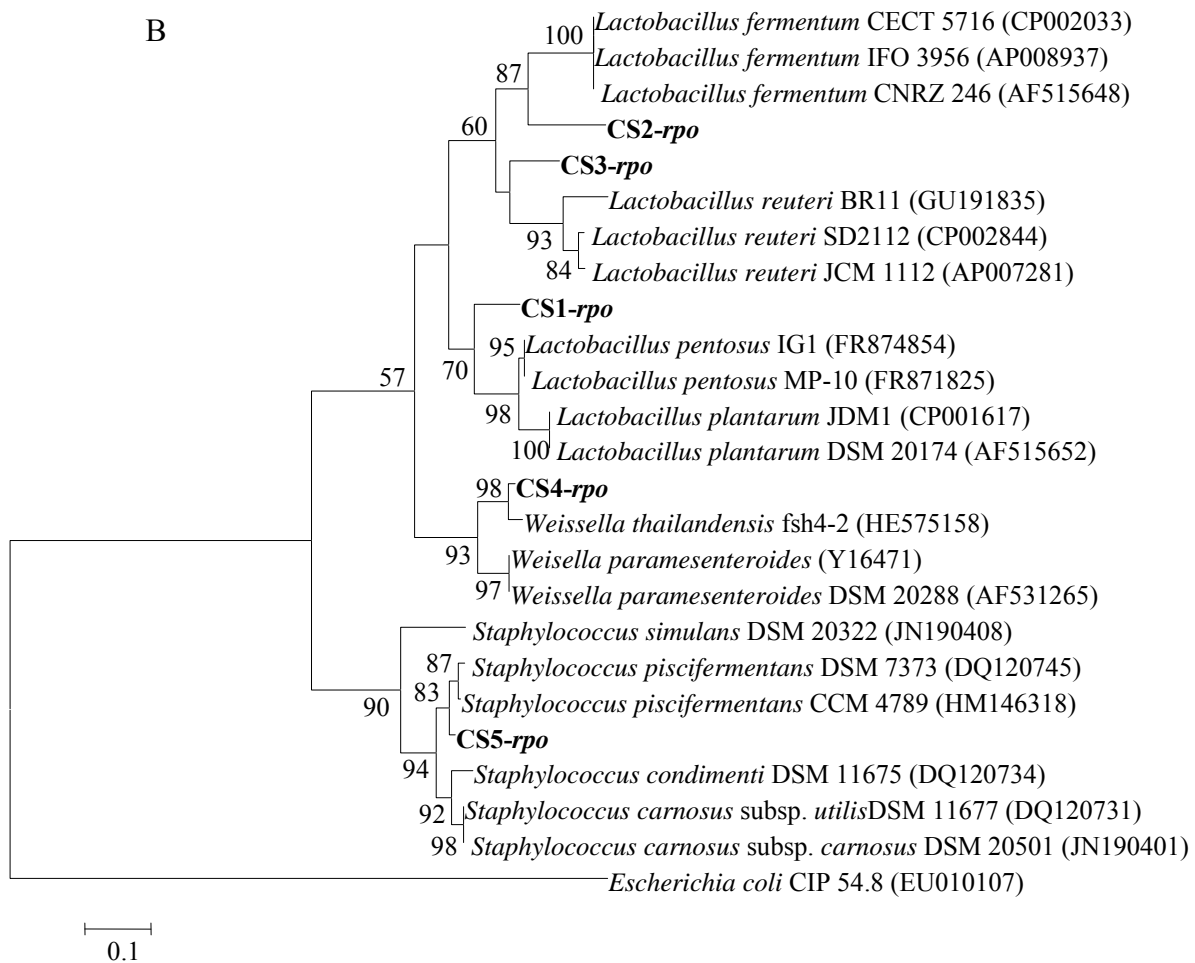 B
Lactobacillus fermentum CECT 5716 (CP002033)
100
Lactobacillus fermentum IFO 3956 (AP008937)
87
Lactobacillus fermentum CNRZ 246 (AF515648)
60
CS2-rpo
CS3-rpo
Lactobacillus reuteri BR11 (GU191835)
93
Lactobacillus reuteri SD2112 (CP002844)
84
Lactobacillus reuteri JCM 1112 (AP007281)
CS1-rpo
95
Lactobacillus pentosus IG1 (FR874854)
57
70
Lactobacillus pentosus MP-10 (FR871825)
98
Lactobacillus plantarum JDM1 (CP001617)
100
Lactobacillus plantarum DSM 20174 (AF515652)
98
CS4-rpo
Weissella thailandensis fsh4-2 (HE575158)
93
Weisella paramesenteroides (Y16471)
97
Weissella paramesenteroides DSM 20288 (AF531265)
Staphylococcus simulans DSM 20322 (JN190408)
87
Staphylococcus piscifermentans DSM 7373 (DQ120745)
83
90
Staphylococcus piscifermentans CCM 4789 (HM146318)
CS5-rpo
94
Staphylococcus condimenti DSM 11675 (DQ120734)
92
Staphylococcus carnosus subsp. utilisDSM 11677 (DQ120731)
98
Staphylococcus carnosus subsp. carnosus DSM 20501 (JN190401)
Escherichia coli CIP 54.8 (EU010107)
0.1